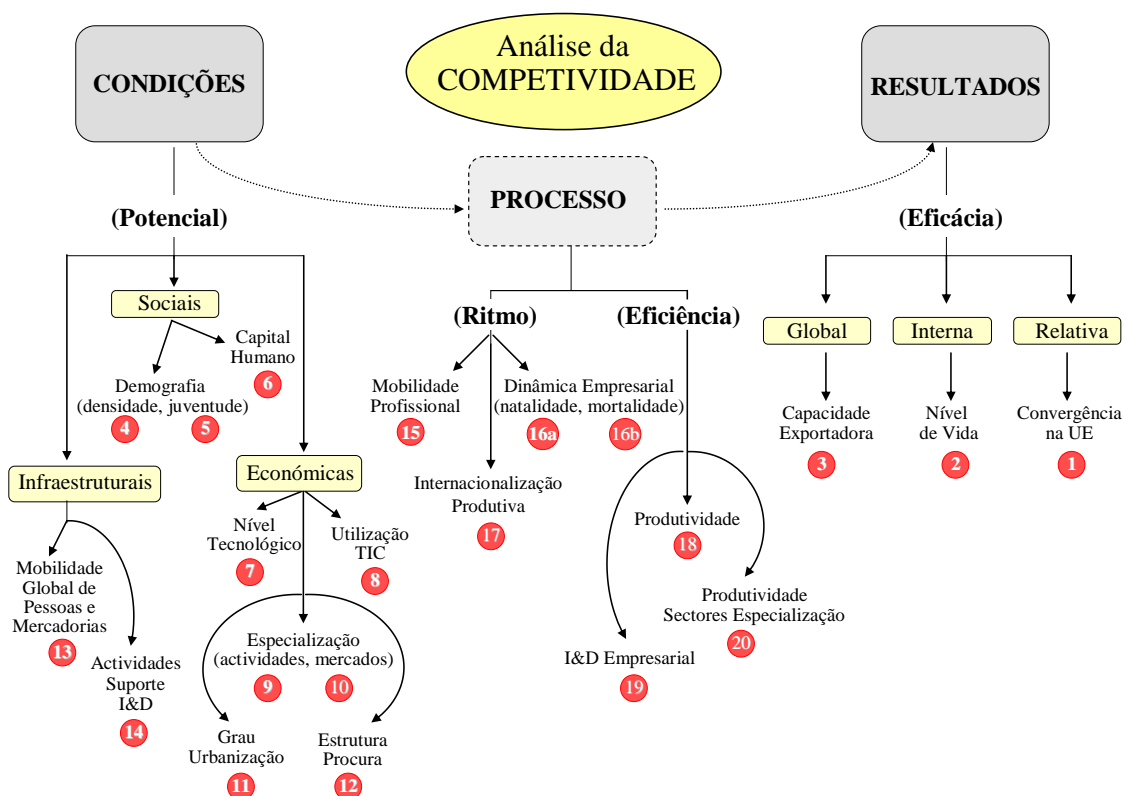 Análise da
COMPETIVIDADE
CONDIÇÕES
RESULTADOS
PROCESSO
(Potencial)
(Eficácia)
Sociais
(Ritmo)
(Eficiência)
Global
Interna
Relativa
Capital
Humano
6
Demografia
(densidade, juventude)
4
5
Mobilidade
Profissional
15
Dinâmica Empresarial
(natalidade, mortalidade)
16a
16b
Capacidade
Exportadora
3
Nível
de Vida
2
Convergência
na UE
1
Infraestruturais
Económicas
Internacionalização
Produtiva
17
Produtividade
18
Nível
Tecnológico
7
Utilização
TIC
8
Mobilidade
Global de
Pessoas e
Mercadorias
13
Produtividade
Sectores Especialização
20
Especialização
(actividades, mercados)
9
10
I&D Empresarial
19
Actividades
Suporte
I&D
14
Grau
Urbanização
11
Estrutura
Procura
12